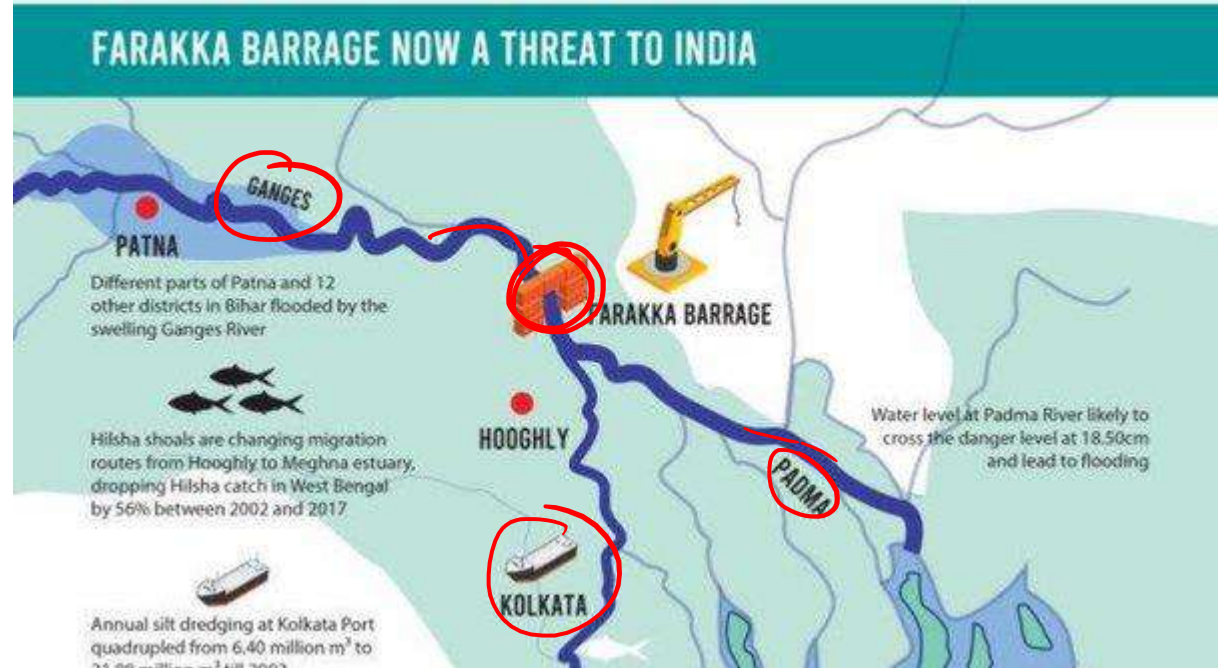 FARAKKA BARRAGE NOW A THREAT TO INDIA
GANGES
PATNA
Different parts of Patna and 12
other districts in Bihar flooded by the
swelling Ganges River
FARAKKA BARRAGE
Hilsha shoals are changing migration
routes from Hooghly to Meghna estuary,
dropping Hilsha catch in West Bengal
by 56% between 2002 and 2017
HOOGHLY
Water level at Padma River likely to
cross the danger level at 18.50cm
and lead to flooding
PADMA
KOLKATA
Annual silt dredging at Kolkata Port
quadrupled from 6.40 million m³ to
million m³ till 2003